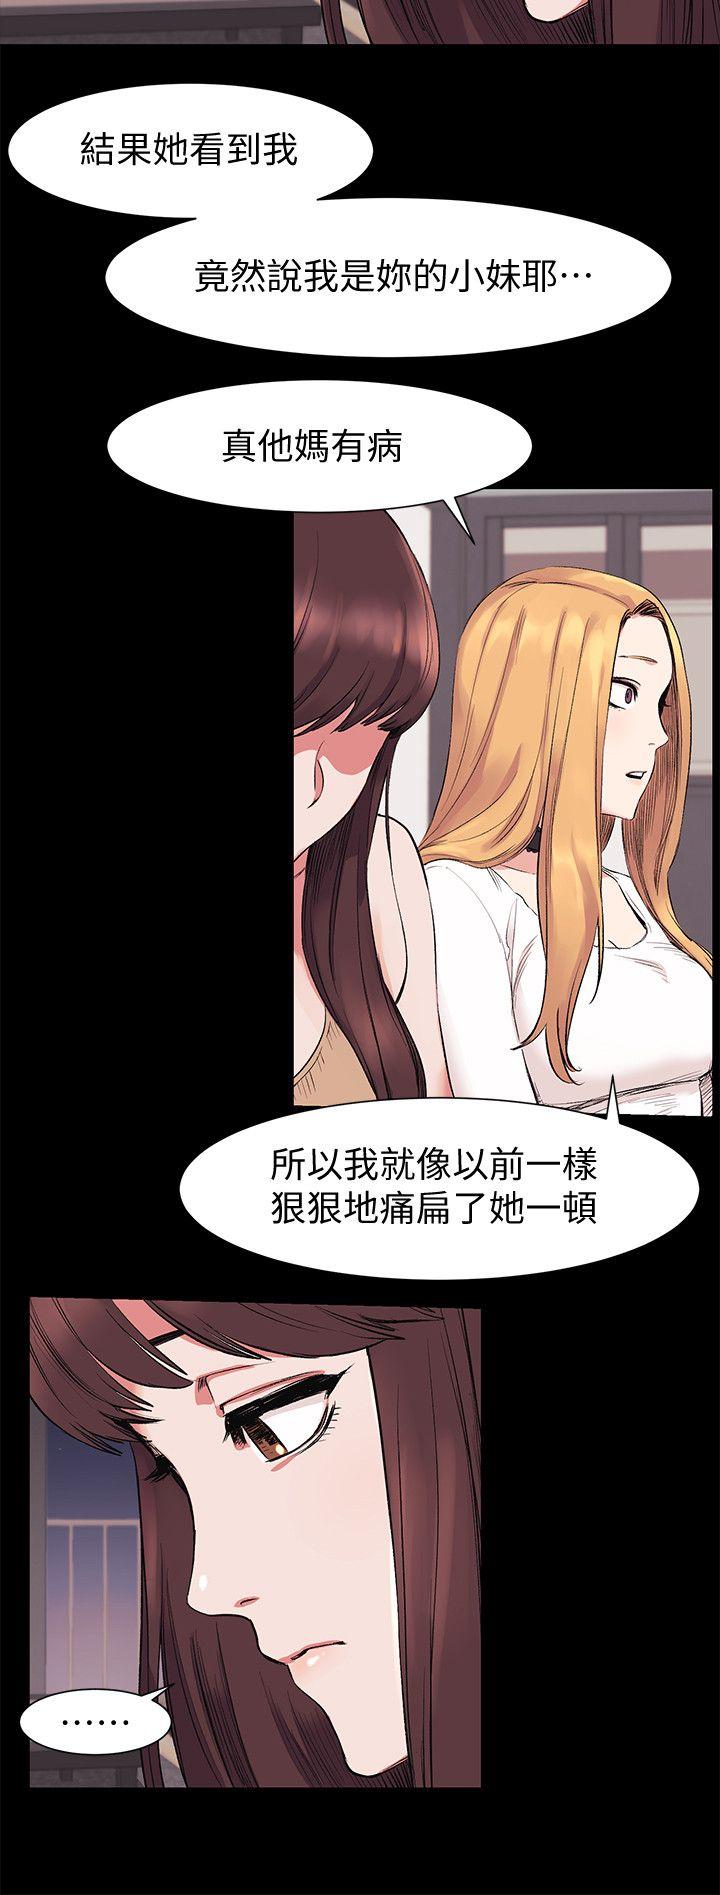 結果她看到我
竟然說我是妳的小妹耶⋯
真他媽有病
所以我就像以前一樣
狠狠地痛扁了她一頓
⋯⋯